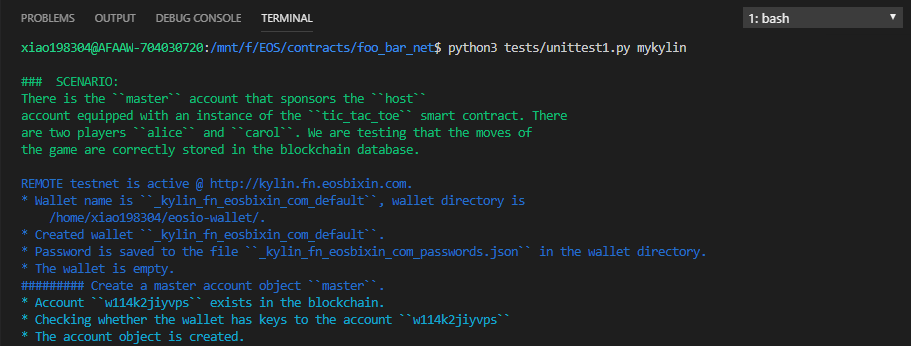 PROBLEMS OUTPUT DEBUG CONSOLE TERMINAL 1: bash
xiao198304@AFAAW-704030720:/mnt/f/EOS/contracts/foo_bar_net$ python3 tests/unittest1.py mykylin
###  SCENARIO:
There is the ``master`` account that sponsors the ``host``
account equipped with an instance of the ``tic_tac_toe`` smart contract. There
are two players ``alice`` and ``carol``. We are testing that the moves of
the game are correctly stored in the blockchain database.
REMOTE testnet is active @ http://kylin.fn.eosbixin.com.
* Wallet name is ``_kylin_fn_eosbixin_com_default``, wallet directory is
/home/xiao198304/eosio-wallet/.
* Created wallet ``_kylin_fn_eosbixin_com_default``.
* Password is saved to the file ``_kylin_fn_eosbixin_com_passwords.json`` in the wallet directory.
* The wallet is empty.
######### Create a master account object ``master``.
* Account ``w114k2jiyvps`` exists in the blockchain.
* Checking whether the wallet has keys to the account ``w114k2jiyvps``
* The account object is created.